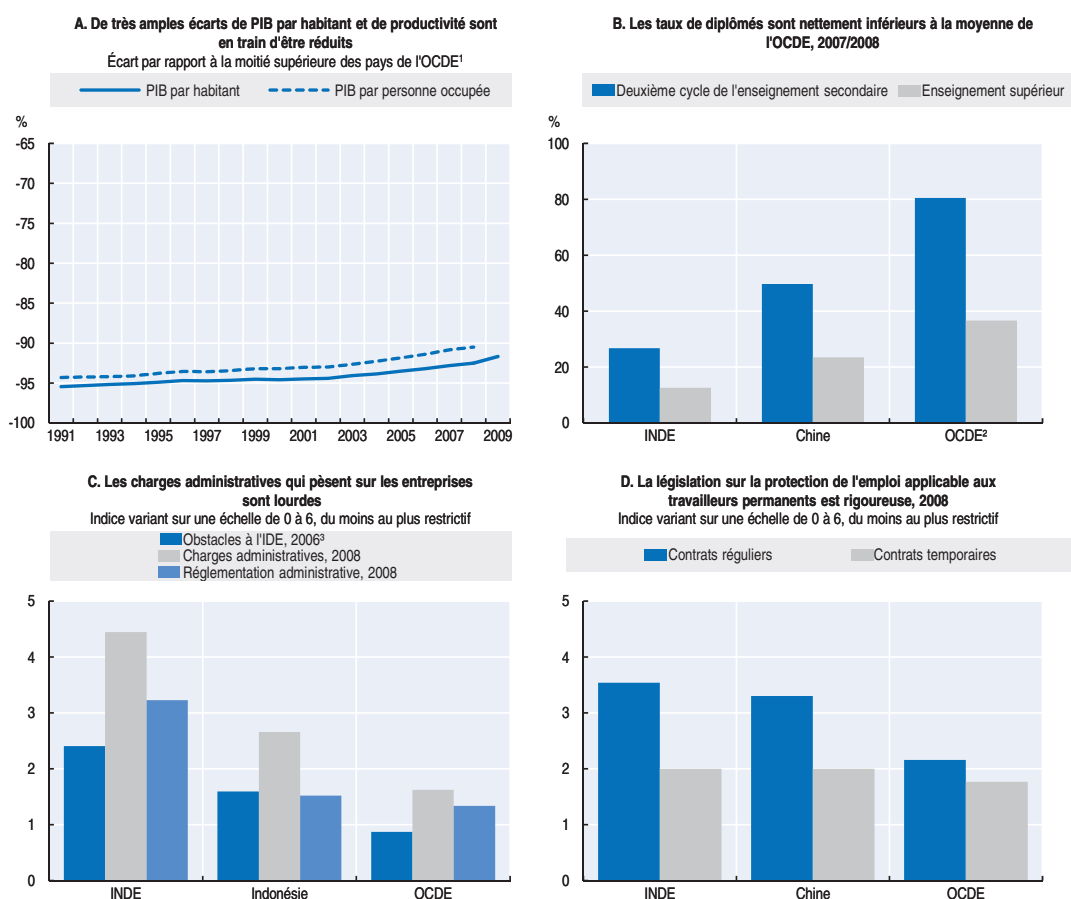 A. De très amples écarts de PIB par habitant et de productivité sont
en train d'être réduits
Écart par rapport à la moitié supérieure des pays de l'OCDE¹
PIB par habitant
PIB par personne occupée
%
-65
-70
-75
-80
-85
-90
-95
-100
1991 1993 1995 1997 1999 2001 2003 2005 2007 2009
B. Les taux de diplômés sont nettement inférieurs à la moyenne de
l'OCDE, 2007/2008
Deuxième cycle de l'enseignement secondaire
Enseignement supérieur
%
100
80
60
40
20
0
INDE Chine OCDE²
C. Les charges administratives qui pèsent sur les entreprises
sont lourdes
Indice variant sur une échelle de 0 à 6, du moins au plus restrictif
Obstacles à l'IDE, 2006³
Charges administratives, 2008
Réglementation administrative, 2008
5
4
3
2
1
0
INDE Indonésie OCDE
D. La législation sur la protection de l'emploi applicable aux
travailleurs permanents est rigoureuse, 2008
Indice variant sur une échelle de 0 à 6, du moins au plus restrictif
Contrats réguliers
Contrats temporaires
5
4
3
2
1
0
INDE Chine OCDE